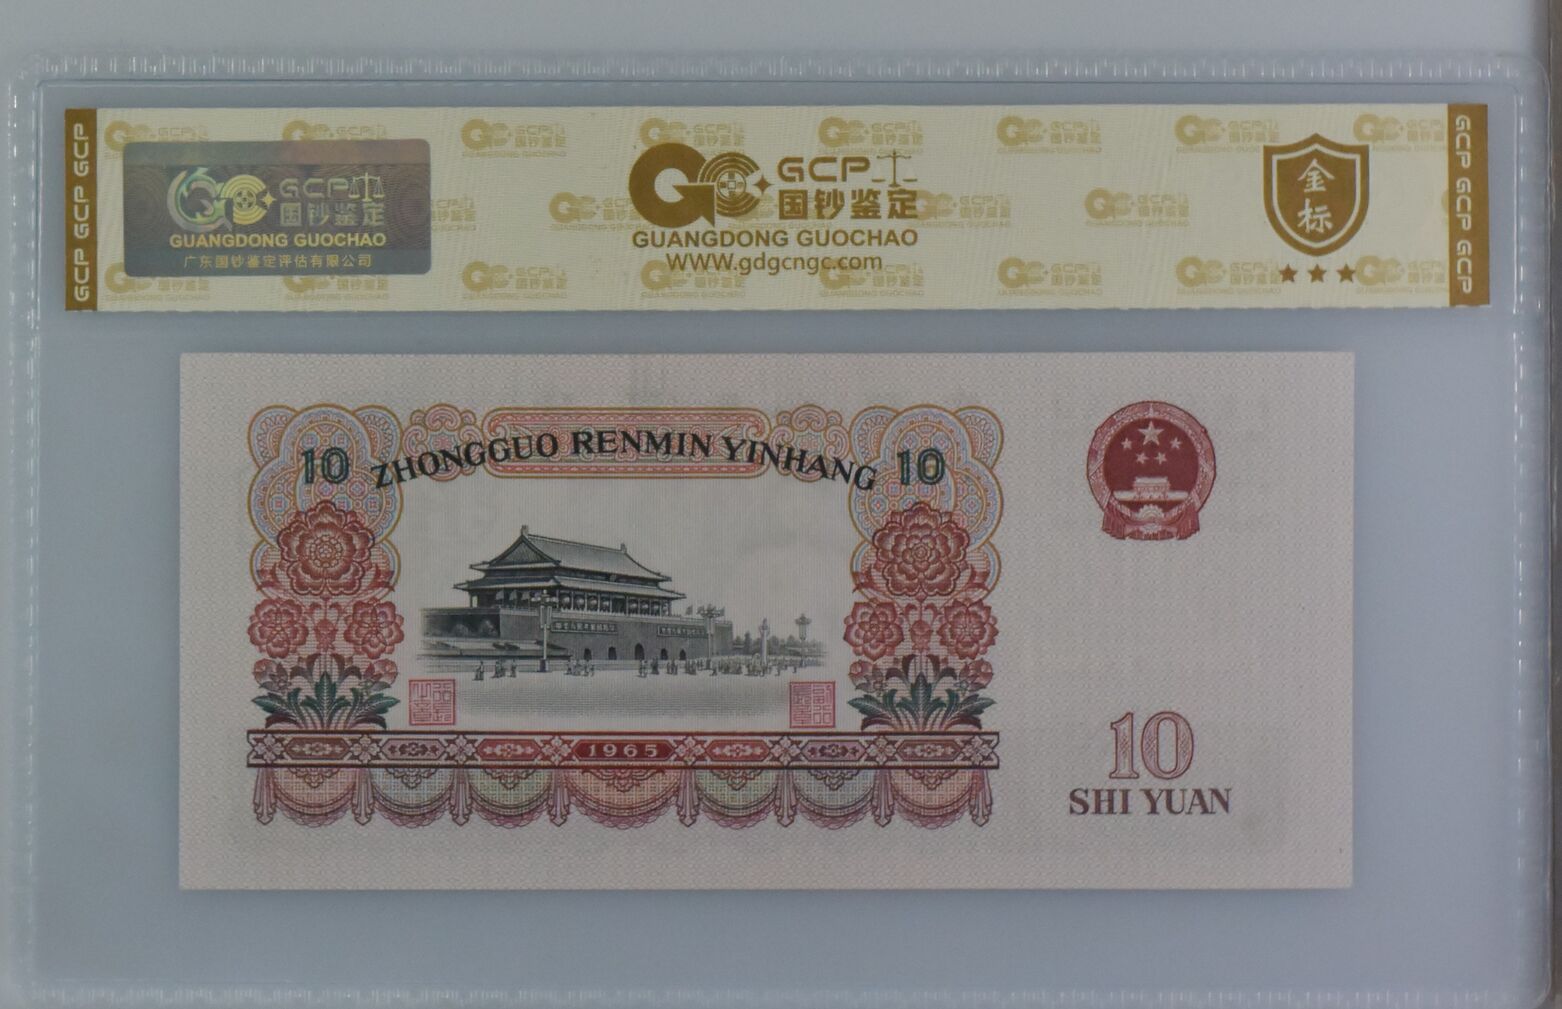 GCP GCP GCP
GCP
国钞鉴定
GUANGDONG GUOCHAO
广东国钞鉴定评估有限公司
GCP
国钞鉴定
GUANGDONG GUOCHAO
www.gdgcngc.com
金标
GCP GCP GCP
10
ZHONGGUO RENMIN YINHANG
10
1965
10
SHI YUAN